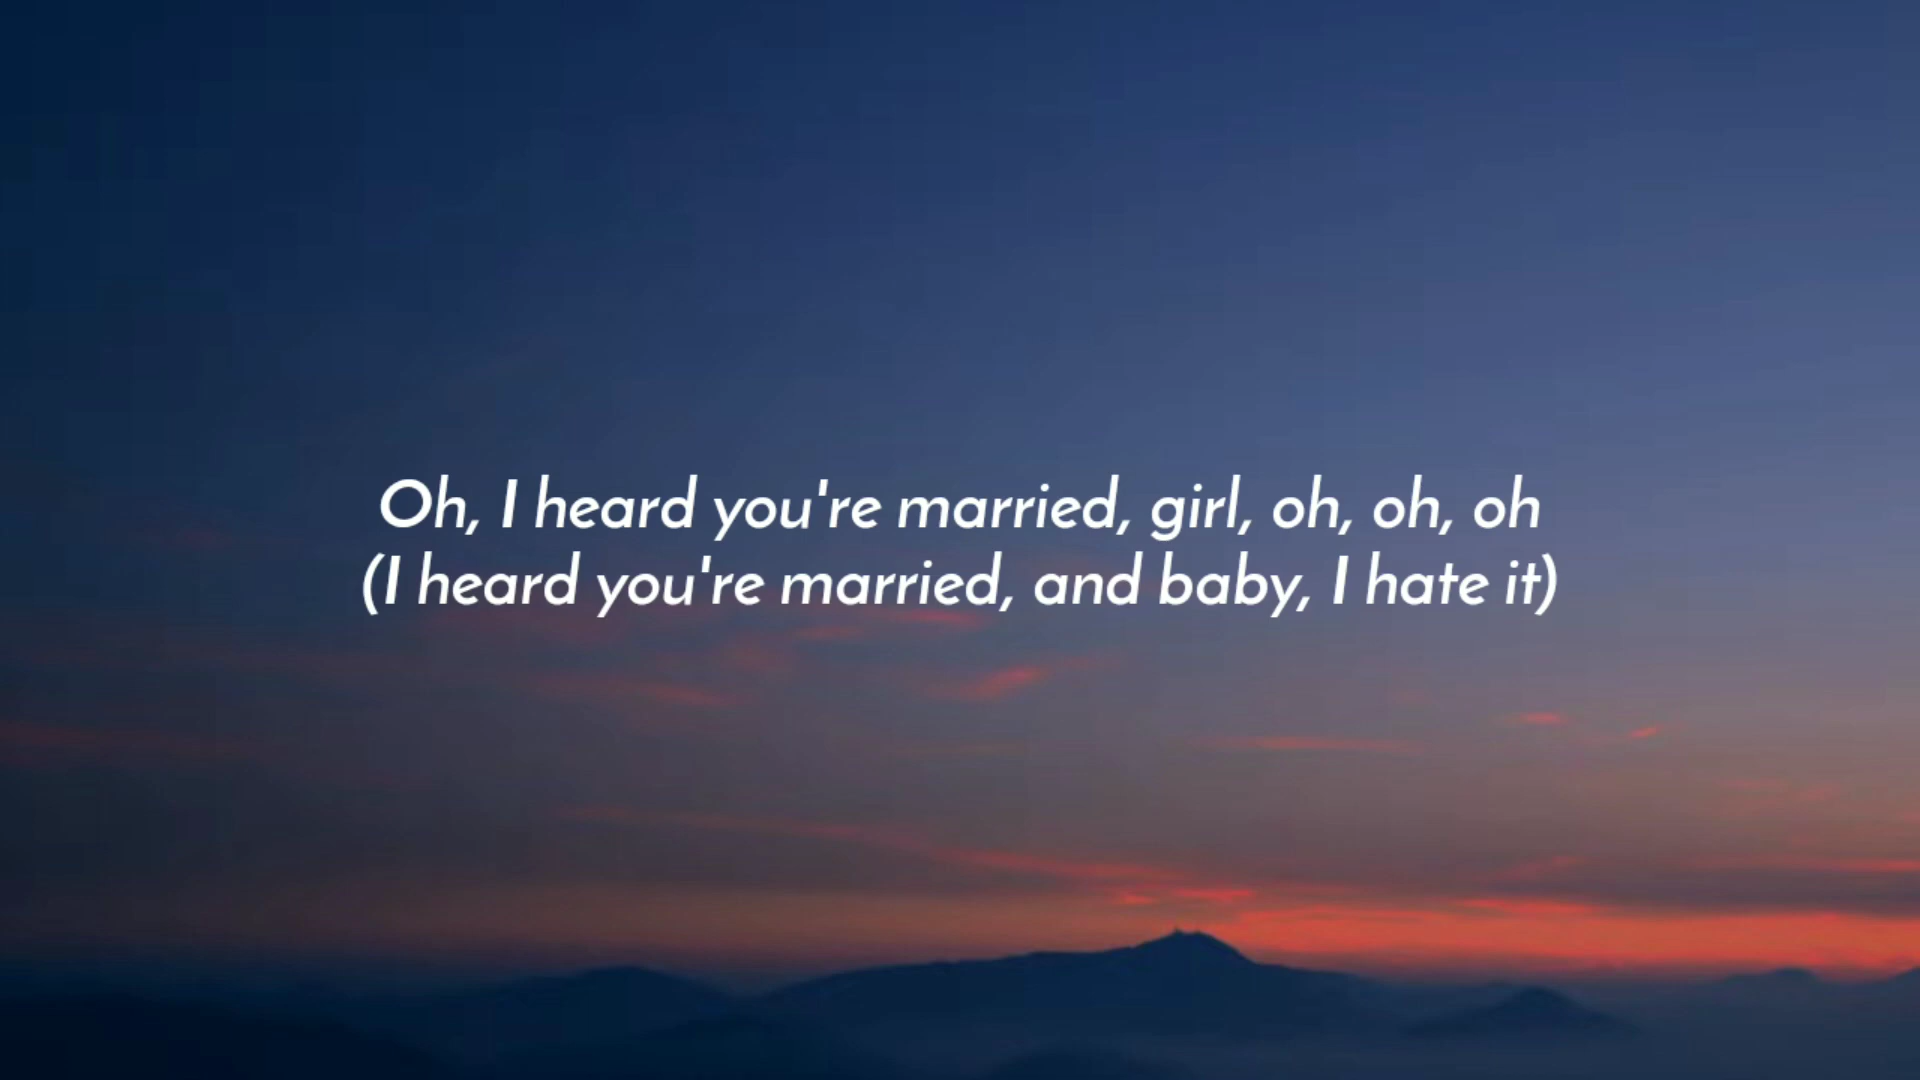 Oh, I heard you're married, girl, oh, oh, oh
(I heard you're married, and baby, I hate it)